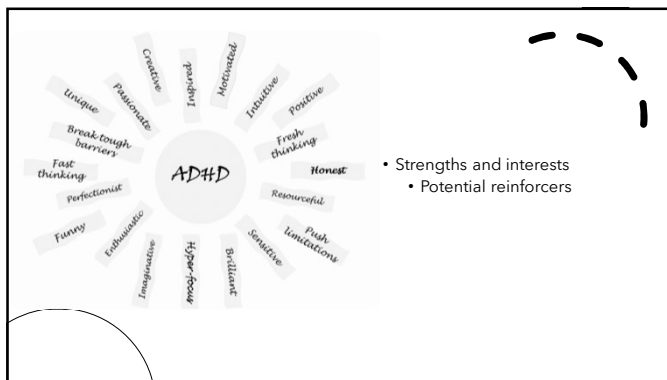 Creative
Inspired
Motivated
Unique
Passionate
Intuitive
Positive
Break tough
barriers
Fresh
thinking
Fast
thinking
ADHD
Honest
Perfectionist
Resourceful
Funny
Enthusiastic
Imaginative
Hyper-focus
Brilliant
Sensitive
Push
limitations
• Strengths and interests
• Potential reinforcers